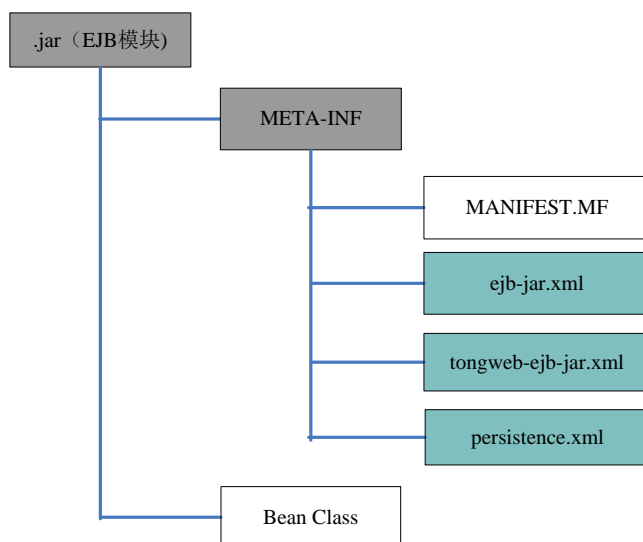 .jar（EJB模块)
META-INF
MANIFEST.MF
ejb-jar.xml
tongweb-ejb-jar.xml
persistence.xml
Bean Class